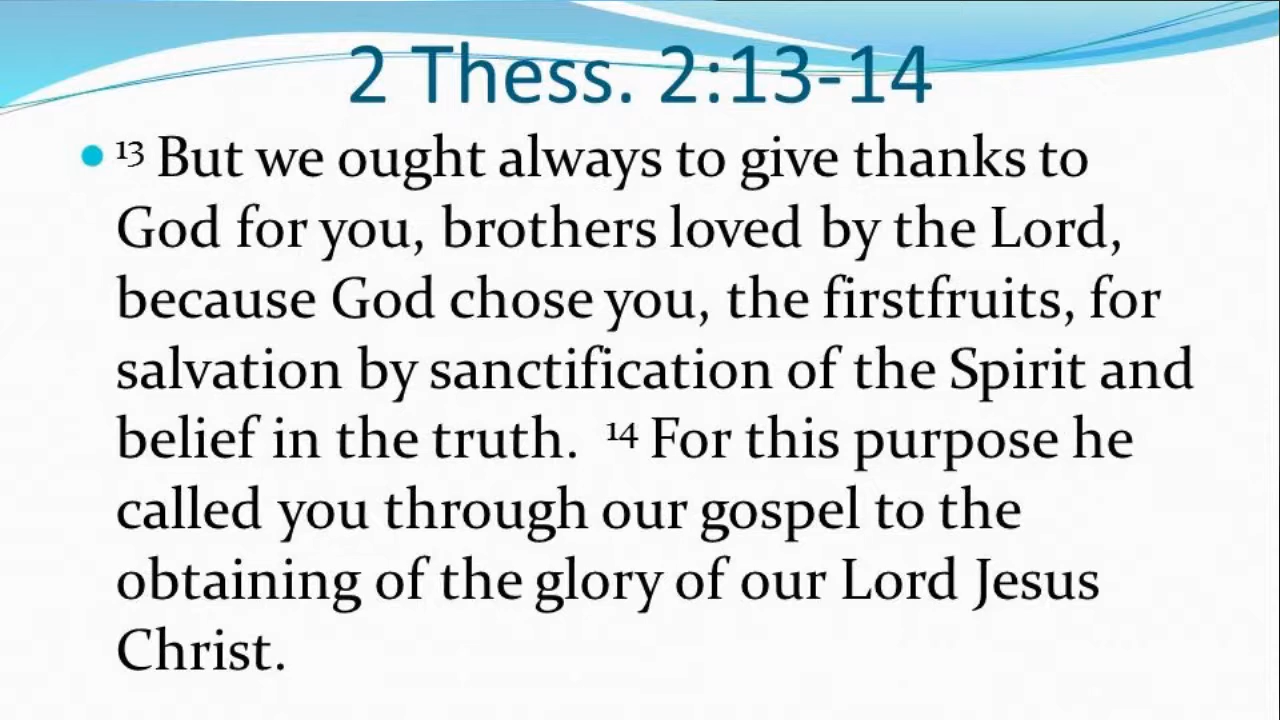 2 Thess. 2:13-14
• 13 But we ought always to give thanks to
God for you, brothers loved by the Lord,
because God chose you, the firstfruits, for
salvation by sanctification of the Spirit and
belief in the truth. 14 For this purpose he
called you through our gospel to the
obtaining of the glory of our Lord Jesus
Christ.